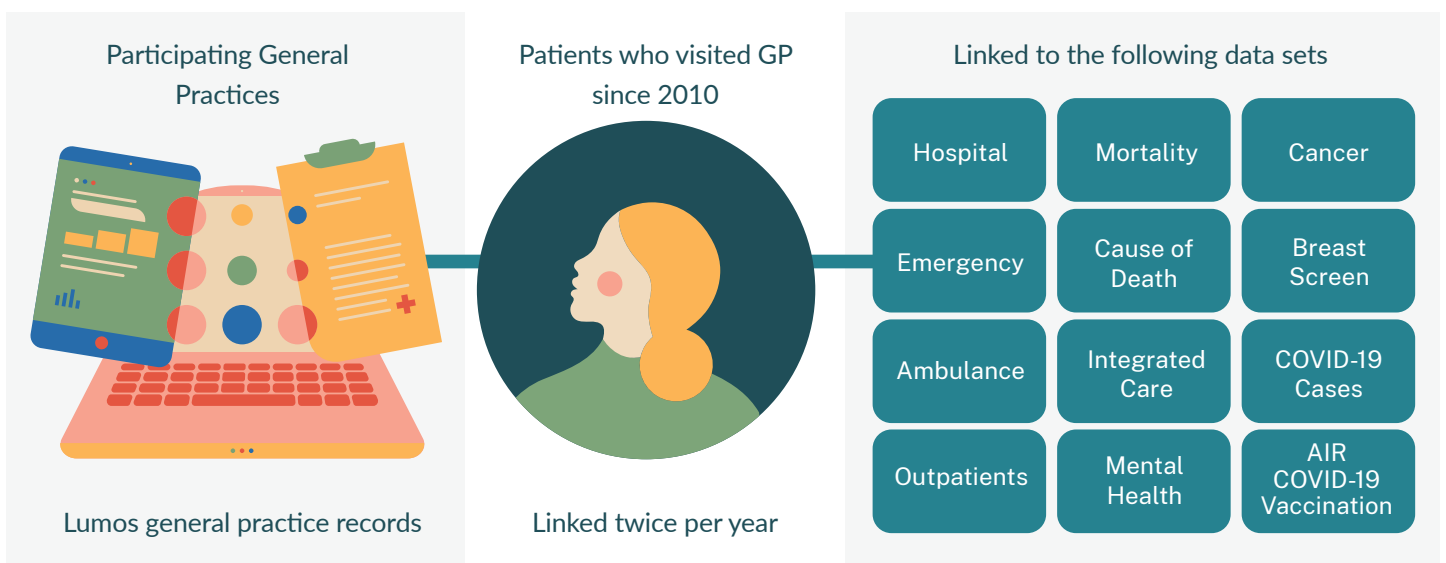 Participating General
Practices
Lumos general practice records
Patients who visited GP
since 2010
Linked twice per year
Linked to the following data sets
Hospital
Mortality
Cancer
Emergency
Cause of
Death
Breast
Screen
Ambulance
Integrated
Care
COVID-19
Cases
Outpatients
Mental
Health
AIR
COVID-19
Vaccination